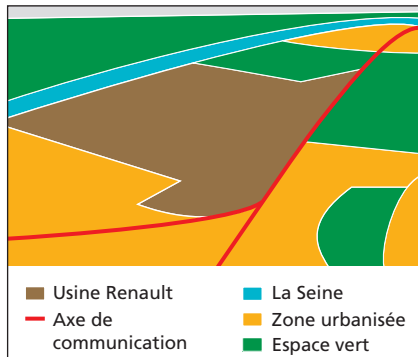 Usine Renault
Axe de
communication
La Seine
Zone urbanisée
Espace vert